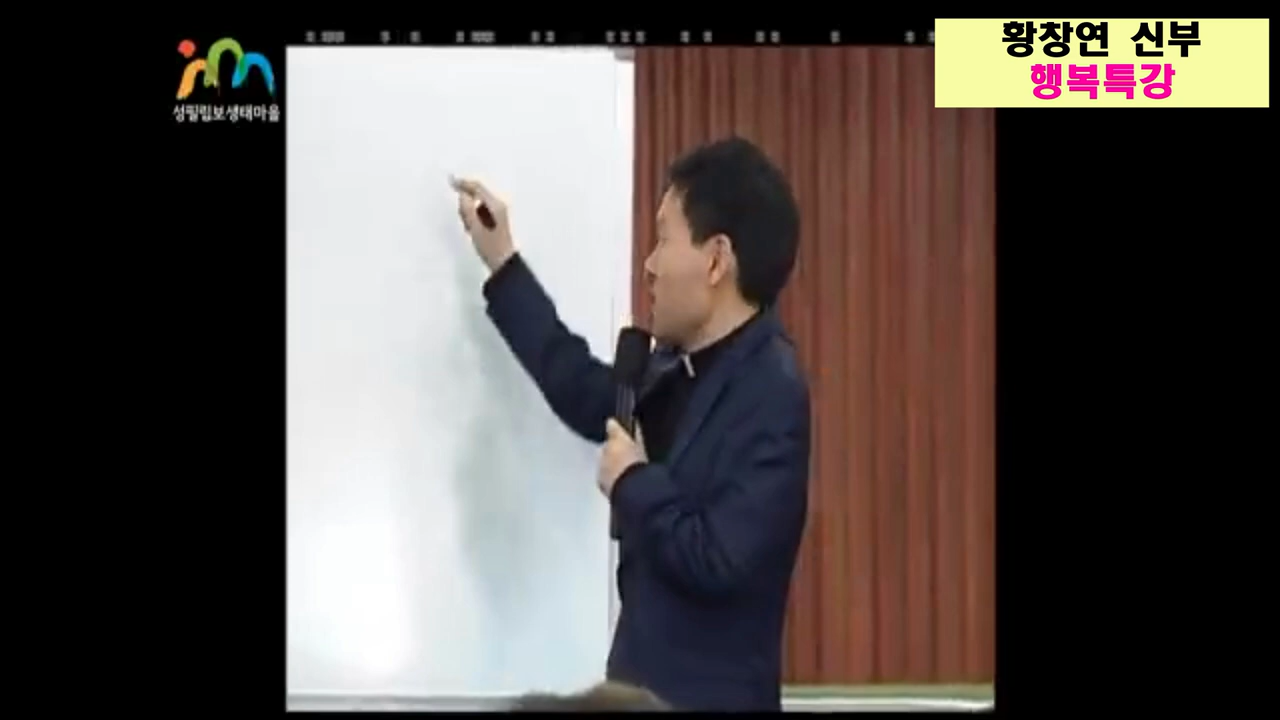 성필립보생태마을
황창연 신부
행복특강